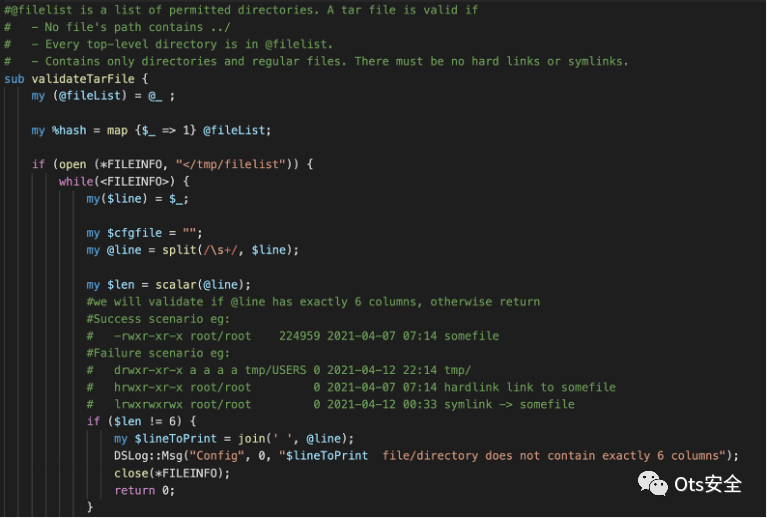 #@filelist is a list of permitted directories. A tar file is valid if
#   - No file's path contains ../
#   - Every top-level directory is in @filelist.
#   - Contains only directories and regular files. There must be no hard links or symlinks.
sub validateTarFile {
    my (@fileList) = @_ ;

    my %hash = map {$_ => 1} @fileList;

    if (open (*FILEINFO, "</tmp/filelist")) {
        while(<FILEINFO>) {
            my($line) = $_;

            my $cfgfile = "";
            my @line = split(/\s+/, $line);

            my $len = scalar(@line);
            #we will validate if @line has exactly 6 columns, otherwise return
            #Success scenario eg:
            #   -rwxr-xr-x root/root    224959 2021-04-07 07:14 somefile
            #Failure scenario eg:
            #   drwxr-xr-x a a a a tmp/USERS 0 2021-04-12 22:14 tmp/
            #   hrwxr-xr-x root/root         0 2021-04-07 07:14 hardlink link to somefile
            #   lrwxrwxrwx root/root         0 2021-04-12 00:33 symlink -> somefile
            if ($len != 6) {
                my $lineToPrint = join(' ', @line);
                DSLog::Msg("Config", 0, "$lineToPrint  file/directory does not contain exactly 6 columns");
                close(*FILEINFO);
                return 0;
            }
Ots安全